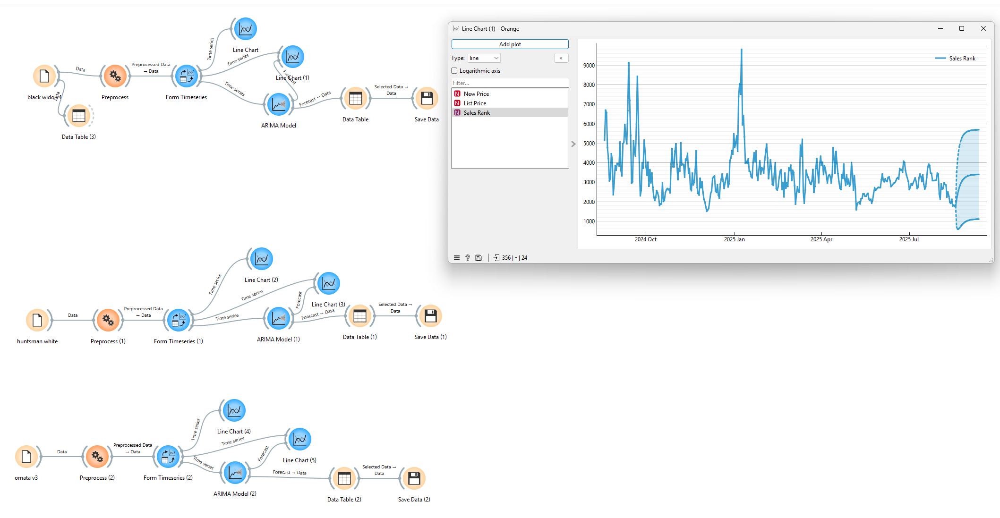 Line Chart
Time series
Time series
Line Chart (1)
Forecast
Data
Preprocessed Data
→ Data
Time series
Forecast → Data
Selected Data →
Data
Data
Preprocess
Form Timeseries
ARIMA Model
Data Table
Save Data
Data Table (3)
Line Chart (1) - Orange
Add plot
Type: line
×
Logarithmic axis
Filter...
N New Price
N List Price
N Sales Rank
Sales Rank
9000
8000
7000
6000
5000
4000
3000
2000
1000
2024 Oct
2025 Jan
2025 Apr
2025 Jul
356 | - | 24
Line Chart (2)
Time series
Time series
Forecast
Line Chart (3)
Data
Preprocessed Data
→ Data
Time series
Forecast → Data
Selected Data →
Data
huntsman white
Preprocess (1)
Form Timeseries (1)
ARIMA Model (1)
Data Table (1)
Save Data (1)
Line Chart (4)
Time series
Time series
Forecast
Line Chart (5)
Data
Preprocessed Data
→ Data
Time series
Forecast → Data
Selected Data →
Data
ornata v3
Preprocess (2)
Form Timeseries (2)
ARIMA Model (2)
Data Table (2)
Save Data (2)